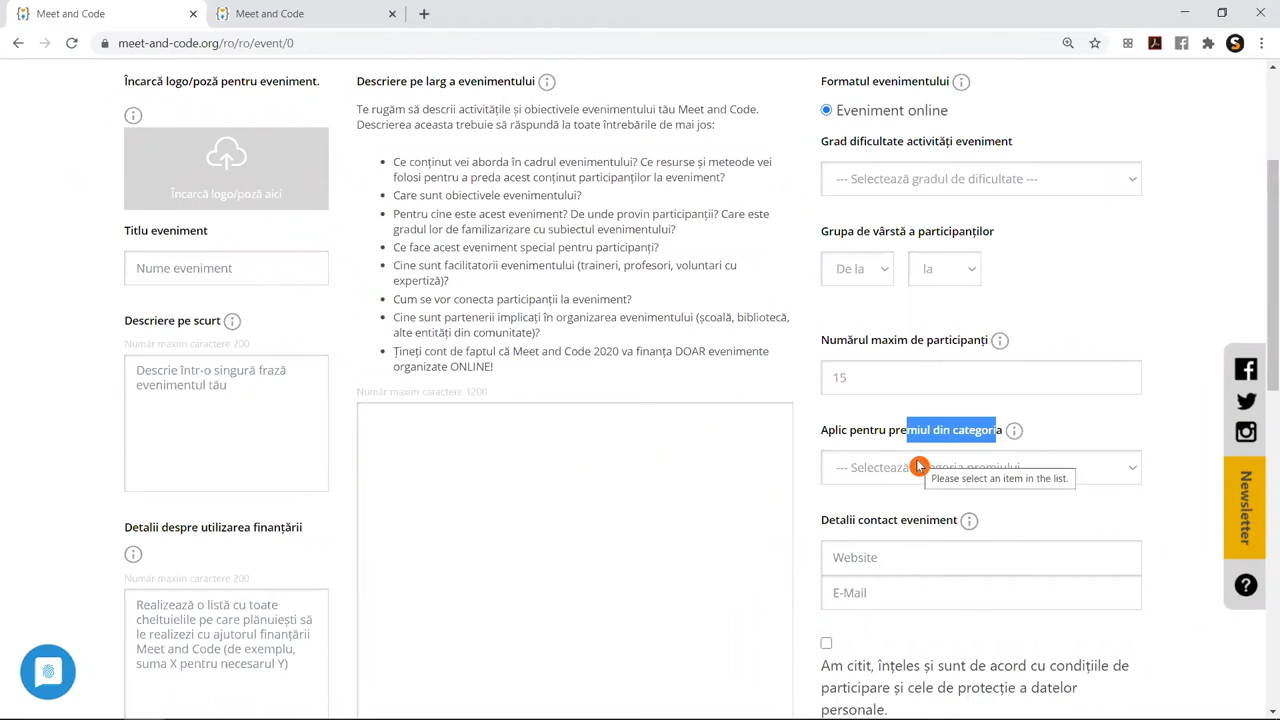 Meet and Code
Meet and Code
meet-and-code.org/ro/ro/event/0
Încarcă logo/poză pentru eveniment.
Încarcă logo/poză aici
Titlu eveniment
Nume eveniment
Descriere pe scurt
Număr maxim caractere 200
Descrie într-o singură frază
evenimentul tău
Detalii despre utilizarea finanțării
Număr maxim caractere 200
Realizează o listă cu toate
cheltuielile pe care plănuiești să
le realizezi cu ajutorul finanțării
Meet and Code (de exemplu,
suma X pentru necesarul Y)
Descriere pe larg a evenimentului
Te rugăm să descrii activitățile și obiectivele evenimentului tău Meet and Code.
Descrierea aceasta trebuie să răspundă la toate întrebările de mai jos:
Ce conținut vei aborda în cadrul evenimentului? Ce resurse și meteode vei
folosi pentru a preda acest conținut participanților la eveniment?
Care sunt obiectivele evenimentului?
Pentru cine este acest eveniment? De unde provin participanții? Care este
gradul lor de familizarizare cu subiectul evenimentului?
Ce face acest eveniment special pentru participanți?
Cine sunt facilitatorii evenimentului (traineri, profesori, voluntari cu
expertiză)?
Cum se vor conecta participanții la eveniment?
Cine sunt partenerii implicați în organizarea evenimentului (școală, bibliotecă,
alte entități din comunitate)?
Țineți cont de faptul că Meet and Code 2020 va finanța DOAR evenimente
organizate ONLINE!
Număr maxim caractere 1200
Formatul evenimentului
Eveniment online
Grad dificultate activități eveniment
--- Selectează gradul de dificultate ---
Grupa de vârstă a participanților
De la
la
Numărul maxim de participanți
15
Aplic pentru premiul din categoria
--- Selectează categoria premiului
Please select an item in the list.
Detalii contact eveniment
Website
E-Mail
Am citit, înțeles și sunt de acord cu condițiile de
participare și cele de protecție a datelor
personale.
Newsletter